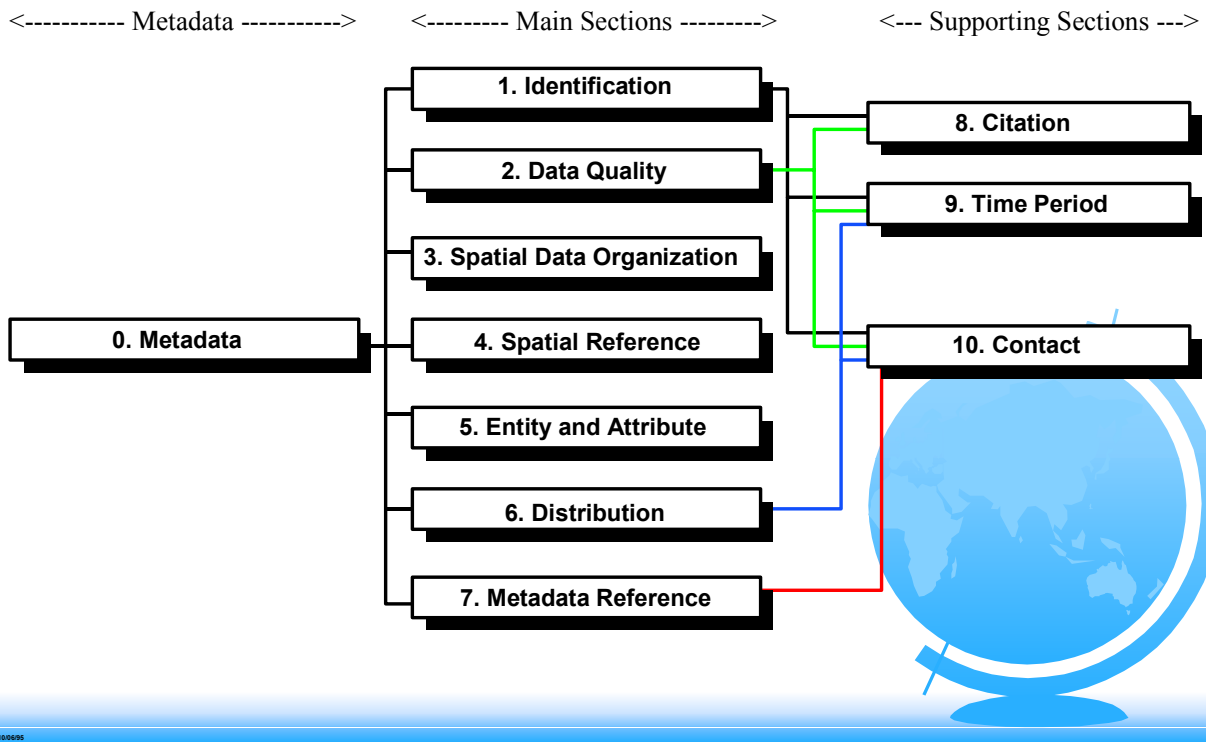 <----------- Metadata ----------->
<--------- Main Sections --------->
<--- Supporting Sections --->
1. Identification
8. Citation
2. Data Quality
9. Time Period
3. Spatial Data Organization
0. Metadata
4. Spatial Reference
10. Contact
5. Entity and Attribute
6. Distribution
7. Metadata Reference